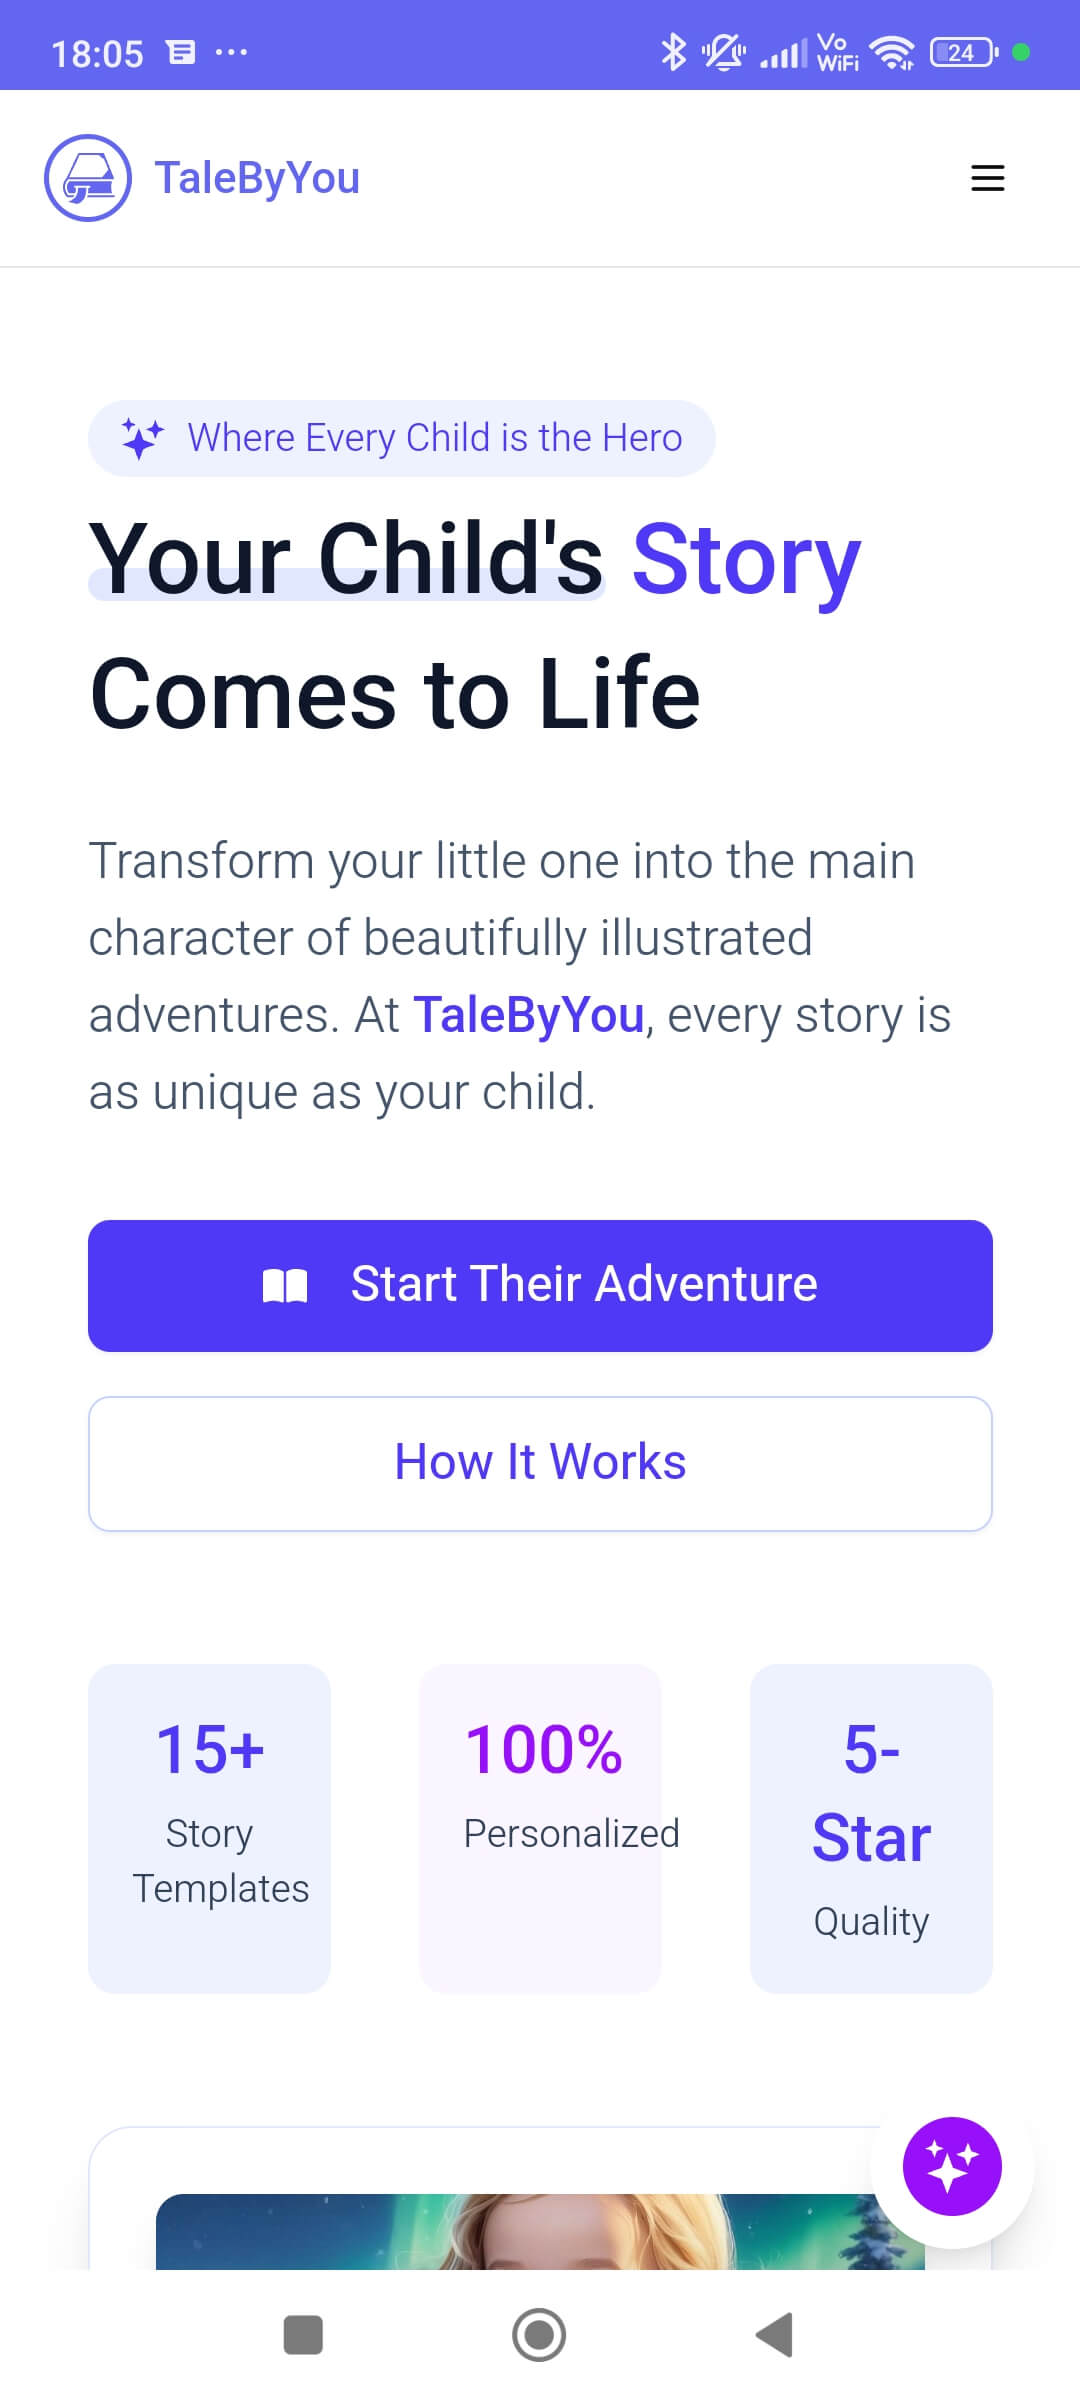 18:05
Vo
WiFi
24
TaleByYou
Where Every Child is the Hero
Your Child's Story
Comes to Life
Transform your little one into the main
character of beautifully illustrated
adventures. At TaleByYou, every story is
as unique as your child.
Start Their Adventure
How It Works
15+
Story
Templates
100%
Personalized
5-
Star
Quality